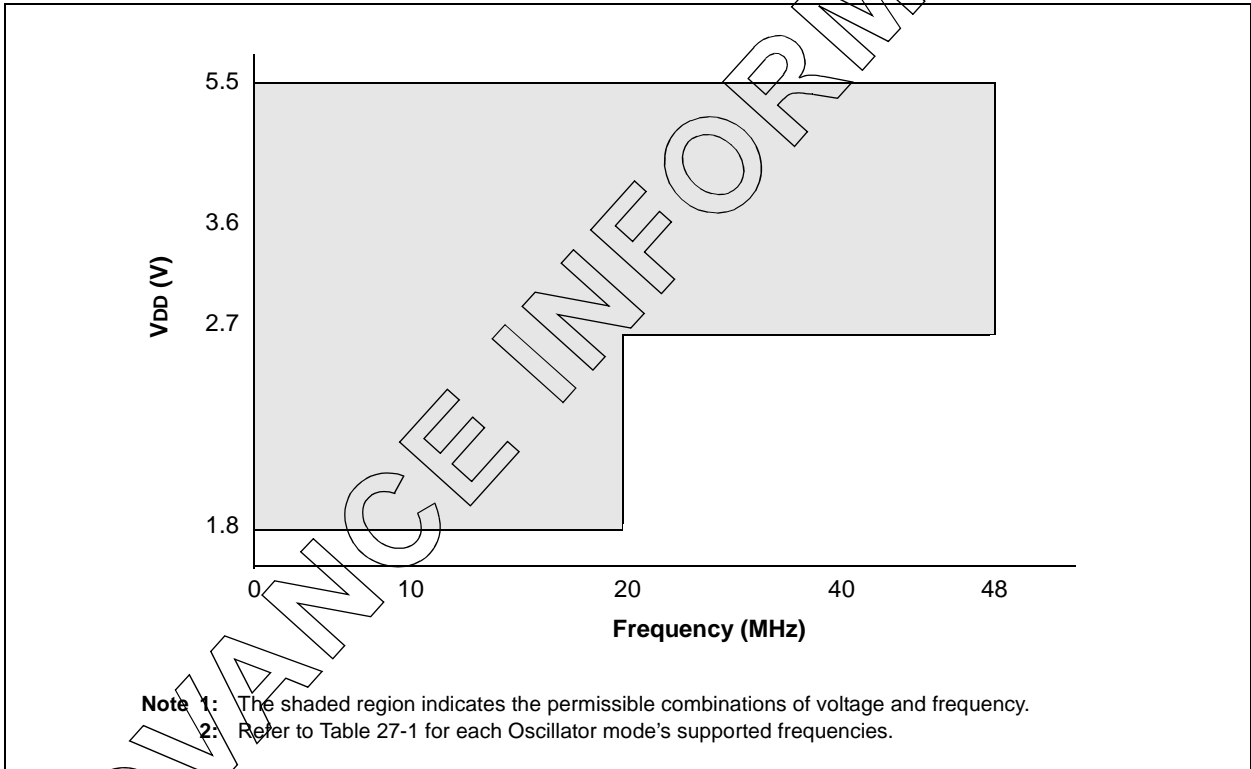 5.5
3.6
VDD (V)
2.7
1.8
0 10 20 40 48
Frequency (MHz)
Note 1: The shaded region indicates the permissible combinations of voltage and frequency.
2: Refer to Table 27-1 for each Oscillator mode's supported frequencies.